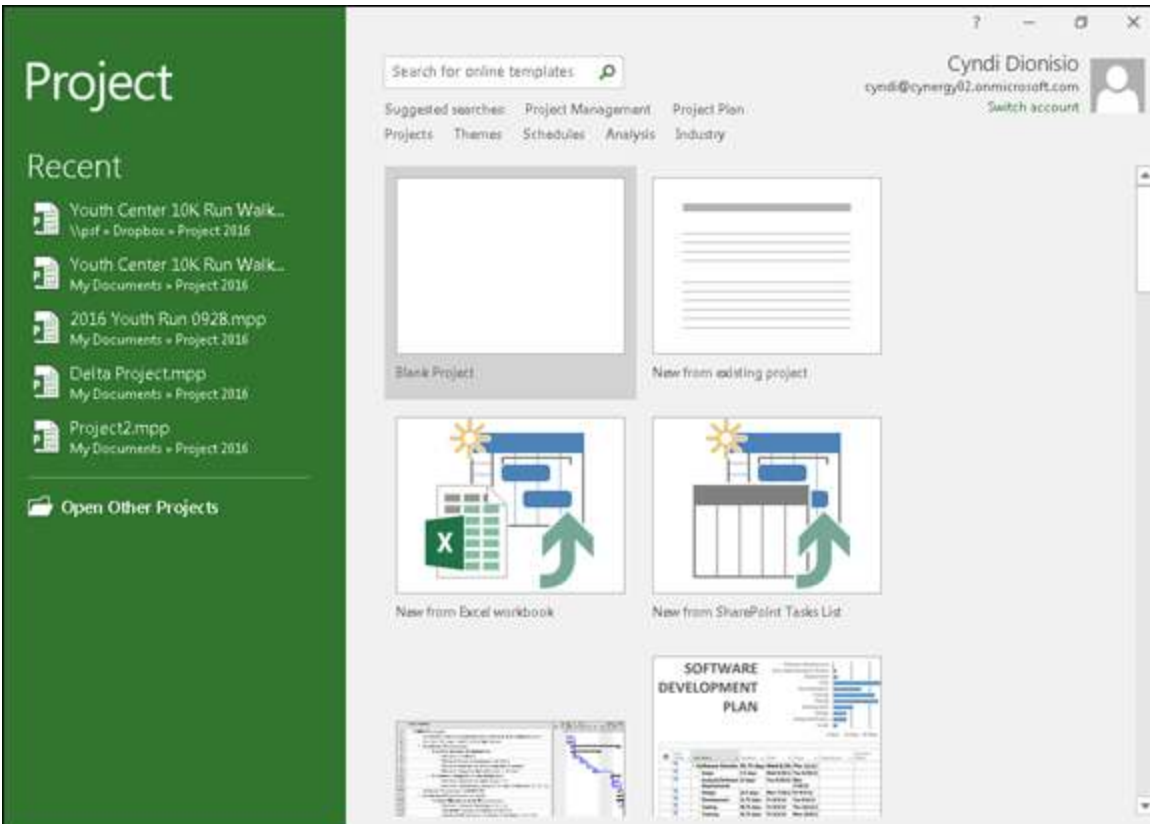 Project
Recent
Youth Center 10K Run Walk...
\\psf » Dropbox » Project 2016
Youth Center 10K Run Walk...
My Documents » Project 2016
2016 Youth Run 0928.mpp
My Documents » Project 2016
Delta Project.mpp
My Documents » Project 2016
Project2.mpp
My Documents » Project 2016
Open Other Projects
?
Search for online templates
Cyndi Dionisio
cyndi@cynergy02.onmicrosoft.com
Switch account
Suggested searches: Project Management Project Plan
Projects Themes Schedules Analysis Industry
Blank Project
New from existing project
X
New from Excel workbook
New from SharePoint Tasks List
SOFTWARE
DEVELOPMENT
PLAN